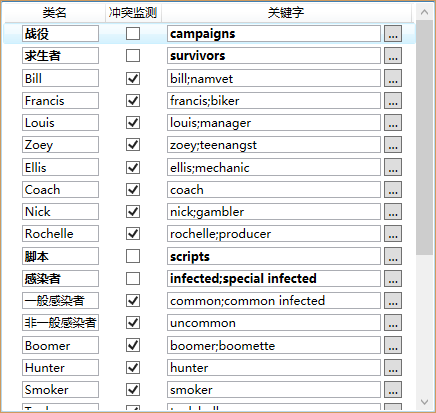 类名 冲突监测 关键字
战役 campaigns ...
求生者 survivors ...
Bill bill;namvet ...
Francis francis;biker ...
Louis louis;manager ...
Zoey zoey;teenangst ...
Ellis ellis;mechanic ...
Coach coach ...
Nick nick;gambler ...
Rochelle rochelle;producer ...
脚本 scripts ...
感染者 infected;special infected ...
一般感染者 common;common infected ...
非一般感染者 uncommon ...
Boomer boomer;boomette ...
Hunter hunter ...
Smoker smoker ...